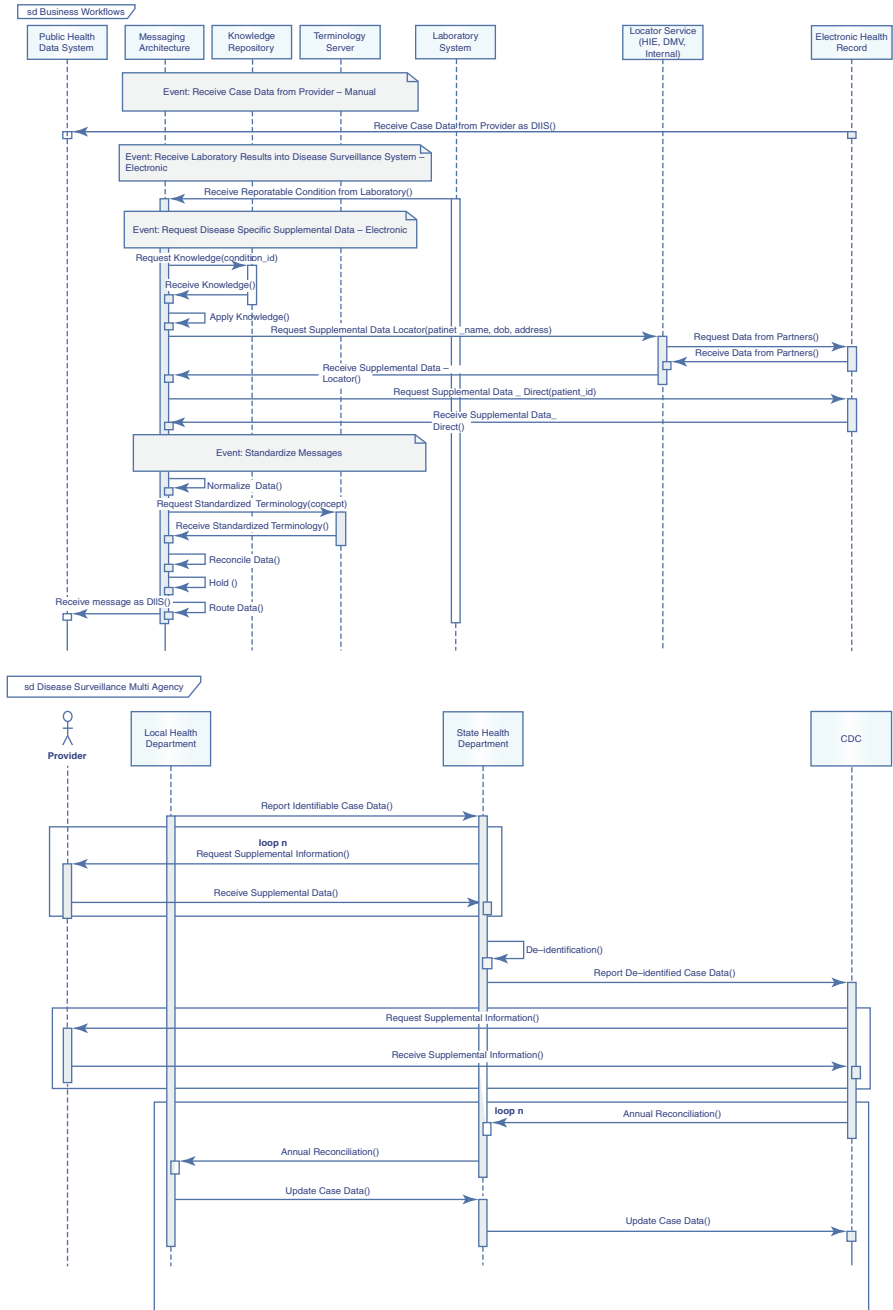 sd Business Workflows
Public Health
Data System
Messaging
Architecture
Knowledge
Repository
Terminology
Server
Laboratory
System
Locator Service
(HIE, DMV,
Internal)
Electronic Health
Record
Event: Receive Case Data from Provider – Manual
Receive Case Data from Provider as DIIS()
Event: Receive Laboratory Results into Disease Surveillance System –
Electronic
Receive Reporatable Condition from Laboratory()
Event: Request Disease Specific Supplemental Data – Electronic
Request Knowledge(condition_id)
Receive Knowledge()
Apply Knowledge()
Request Supplemental Data Locator(patinet _name, dob, address)
Request Data from Partners()
Receive Data from Partners()
Receive Supplemental Data –
Locator()
Request Supplemental Data _ Direct(patient_id)
Receive Supplemental Data_
Direct()
Event: Standardize Messages
Normalize Data()
Request Standardized Terminology(concept)
Receive Standardized Terminology()
Reconcile Data()
Hold ()
Receive message as DIIS()
Route Data()
sd Disease Surveillance Multi Agency
Provider
Local Health
Department
State Health
Department
CDC
Report Identifiable Case Data()
loop n
Request Supplemental Information()
Receive Supplemental Data()
De–identification()
Report De–identified Case Data()
Request Supplemental Information()
Receive Supplemental Information()
loop n
Annual Reconciliation()
Annual Reconciliation()
Update Case Data()
Update Case Data()